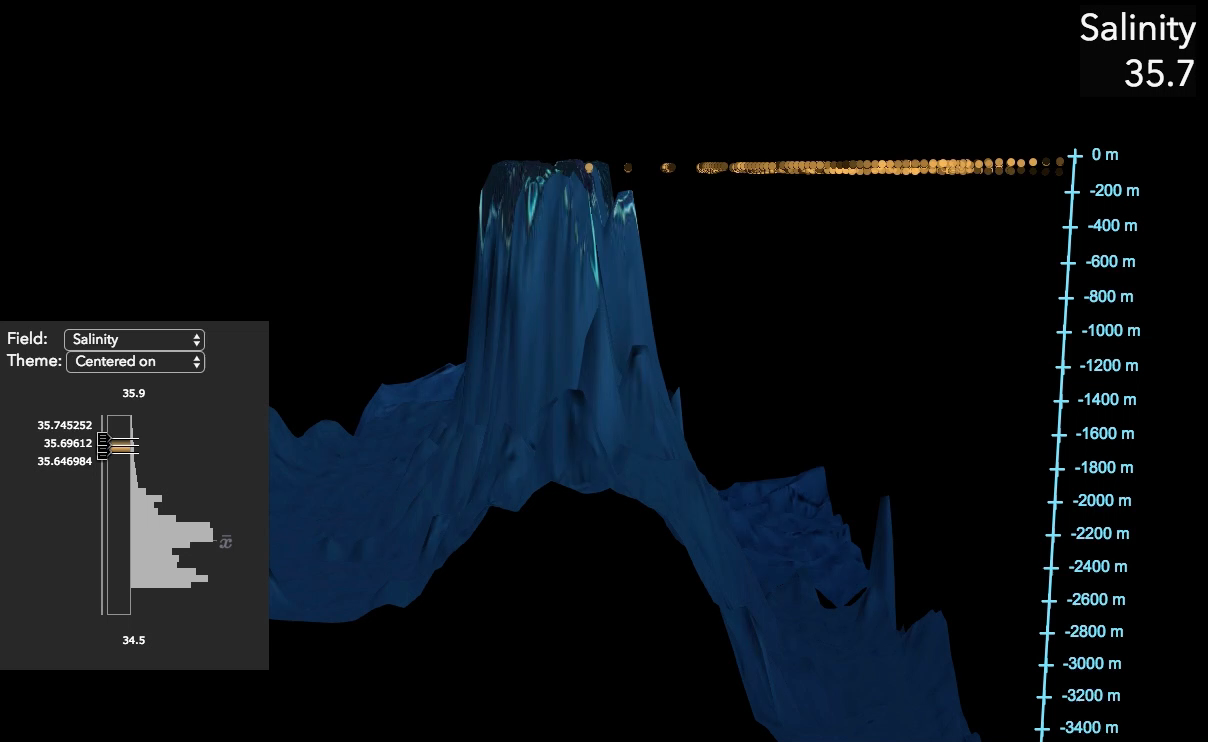 Salinity
35.7
0 m
-200 m
-400 m
-600 m
-800 m
-1000 m
-1200 m
-1400 m
-1600 m
-1800 m
-2000 m
-2200 m
-2400 m
-2600 m
-2800 m
-3000 m
-3200 m
-3400 m
Field: Salinity
Theme: Centered on
35.9
35.745252
35.69612
35.646984
x̄
34.5